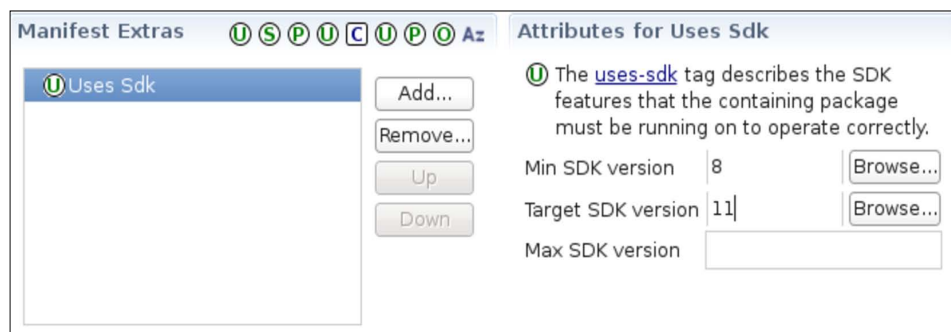 Manifest Extras
U S P U C U P O Az
U Uses Sdk
Add...
Remove...
Up
Down
Attributes for Uses Sdk
U The uses-sdk tag describes the SDK
features that the containing package
must be running on to operate correctly.
Min SDK version 8 Browse...
Target SDK version 11 Browse...
Max SDK version